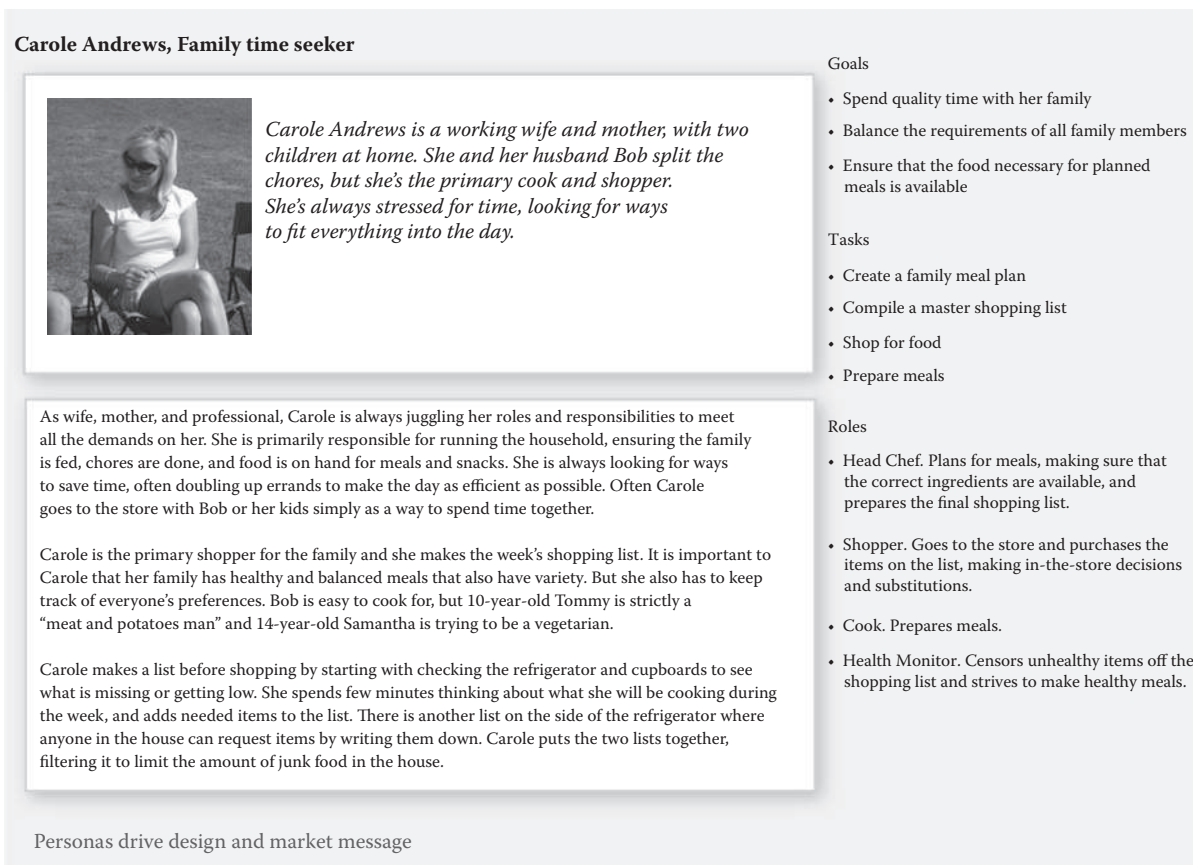 Carole Andrews, Family time seeker
Carole Andrews is a working wife and mother, with two
children at home. She and her husband Bob split the
chores, but she's the primary cook and shopper.
She's always stressed for time, looking for ways
to fit everything into the day.
As wife, mother, and professional, Carole is always juggling her roles and responsibilities to meet
all the demands on her. She is primarily responsible for running the household, ensuring the family
is fed, chores are done, and food is on hand for meals and snacks. She is always looking for ways
to save time, often doubling up errands to make the day as efficient as possible. Often Carole
goes to the store with Bob or her kids simply as a way to spend time together.
Carole is the primary shopper for the family and she makes the week's shopping list. It is important to
Carole that her family has healthy and balanced meals that also have variety. But she also has to keep
track of everyone's preferences. Bob is easy to cook for, but 10-year-old Tommy is strictly a
“meat and potatoes man” and 14-year-old Samantha is trying to be a vegetarian.
Carole makes a list before shopping by starting with checking the refrigerator and cupboards to see
what is missing or getting low. She spends few minutes thinking about what she will be cooking during
the week, and adds needed items to the list. There is another list on the side of the refrigerator where
anyone in the house can request items by writing them down. Carole puts the two lists together,
filtering it to limit the amount of junk food in the house.
Goals
• Spend quality time with her family
• Balance the requirements of all family members
• Ensure that the food necessary for planned
meals is available
Tasks
• Create a family meal plan
• Compile a master shopping list
• Shop for food
• Prepare meals
Roles
• Head Chef. Plans for meals, making sure that
the correct ingredients are available, and
prepares the final shopping list.
• Shopper. Goes to the store and purchases the
items on the list, making in-the-store decisions
and substitutions.
• Cook. Prepares meals.
• Health Monitor. Censors unhealthy items off the
shopping list and strives to make healthy meals.
Personas drive design and market message